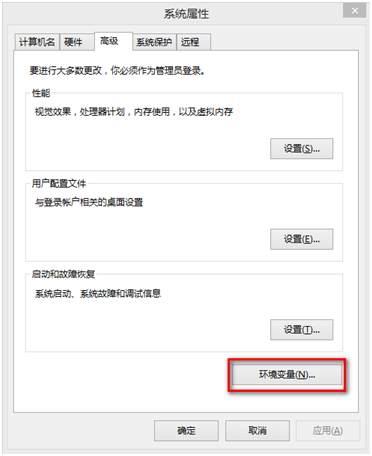 系统属性
计算机名 硬件 高级 系统保护 远程
要进行大多数更改，你必须作为管理员登录。
性能
视觉效果，处理器计划，内存使用，以及虚拟内存
设置(S)...
用户配置文件
与登录帐户相关的桌面设置
设置(E)...
启动和故障恢复
系统启动、系统故障和调试信息
设置(T)...
环境变量(N)...
确定 取消 应用(A)